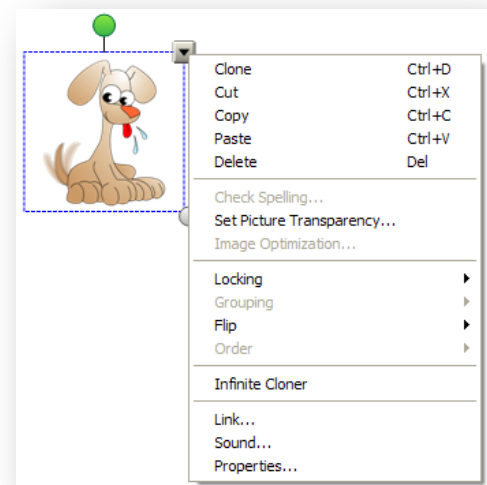 Clone Ctrl+D
Cut Ctrl+X
Copy Ctrl+C
Paste Ctrl+V
Delete Del
Check Spelling...
Set Picture Transparency...
Image Optimization...
Locking
Grouping
Flip
Order
Infinite Cloner
Link...
Sound...
Properties...